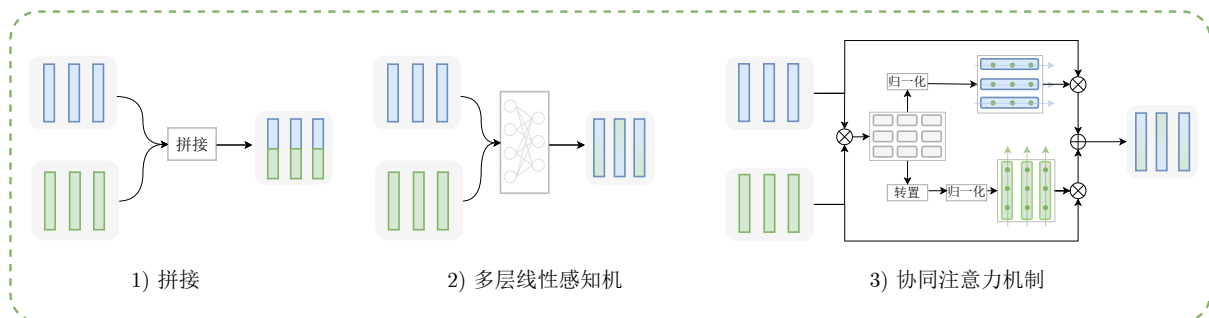 归一化
拼接
转置
归一化
1) 拼接
2) 多层线性感知机
3) 协同注意力机制